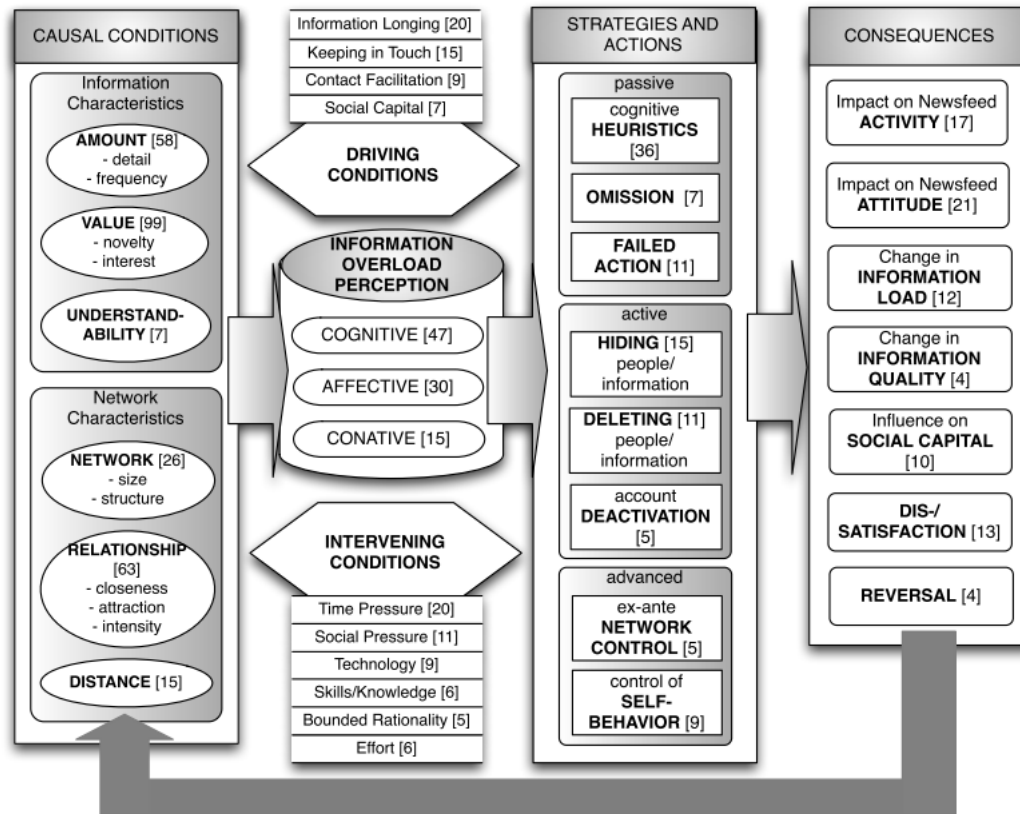 CAUSAL CONDITIONS
Information
Characteristics
AMOUNT [58]
- detail
- frequency
VALUE [99]
- novelty
- interest
UNDERSTAND-
ABILITY [7]
Network
Characteristics
NETWORK [26]
- size
- structure
RELATIONSHIP
[63]
- closeness
- attraction
- intensity
DISTANCE [15]
Information Longing [20]
Keeping in Touch [15]
Contact Facilitation [9]
Social Capital [7]
DRIVING
CONDITIONS
INFORMATION
OVERLOAD
PERCEPTION
COGNITIVE [47]
AFFECTIVE [30]
CONATIVE [15]
INTERVENING
CONDITIONS
Time Pressure [20]
Social Pressure [11]
Technology [9]
Skills/Knowledge [6]
Bounded Rationality [5]
Effort [6]
STRATEGIES AND
ACTIONS
passive
cognitive
HEURISTICS
[36]
OMISSION [7]
FAILED
ACTION [11]
active
HIDING [15]
people/
information
DELETING [11]
people/
information
account
DEACTIVATION
[5]
advanced
ex-ante
NETWORK
CONTROL [5]
control of
SELF-
BEHAVIOR [9]
CONSEQUENCES
Impact on Newsfeed
ACTIVITY [17]
Impact on Newsfeed
ATTITUDE [21]
Change in
INFORMATION
LOAD [12]
Change in
INFORMATION
QUALITY [4]
Influence on
SOCIAL CAPITAL
[10]
DIS-/
SATISFACTION [13]
REVERSAL [4]